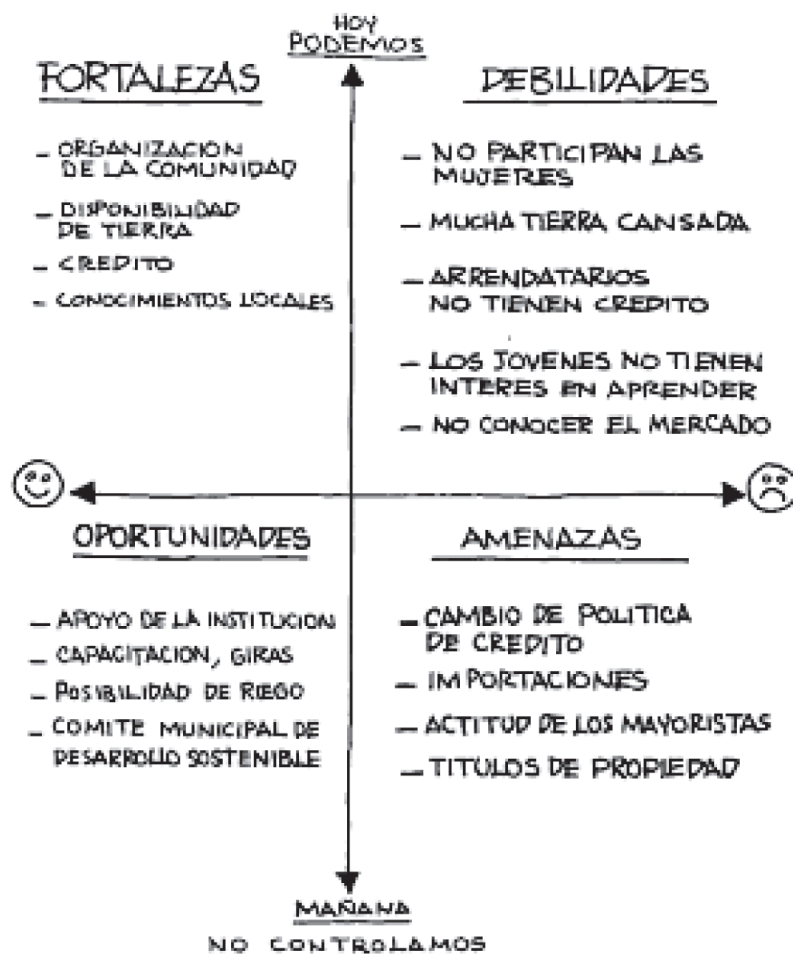 HOY
PODEMOS
FORTALEZAS
– ORGANIZACION
DE LA COMUNIDAD
– DISPONIBILIDAD
DE TIERRA
– CREDITO
– CONOCIMIENTOS LOCALES
DEBILIDADES
– NO PARTICIPAN LAS
MUJERES
– MUCHA TIERRA CANSADA
– ARRENDATARIOS
NO TIENEN CREDITO
– LOS JOVENES NO TIENEN
INTERES EN APRENDER
– NO CONOCER EL MERCADO
OPORTUNIDADES
– APOYO DE LA INSTITUCION
– CAPACITACION, GIRAS
– POSIBILIDAD DE RIEGO
– COMITE MUNICIPAL DE
DESARROLLO SOSTENIBLE
AMENAZAS
– CAMBIO DE POLITICA
DE CREDITO
– IMPORTACIONES
– ACTITUD DE LOS MAYORISTAS
– TITULOS DE PROPIEDAD
MAÑANA
NO CONTROLAMOS